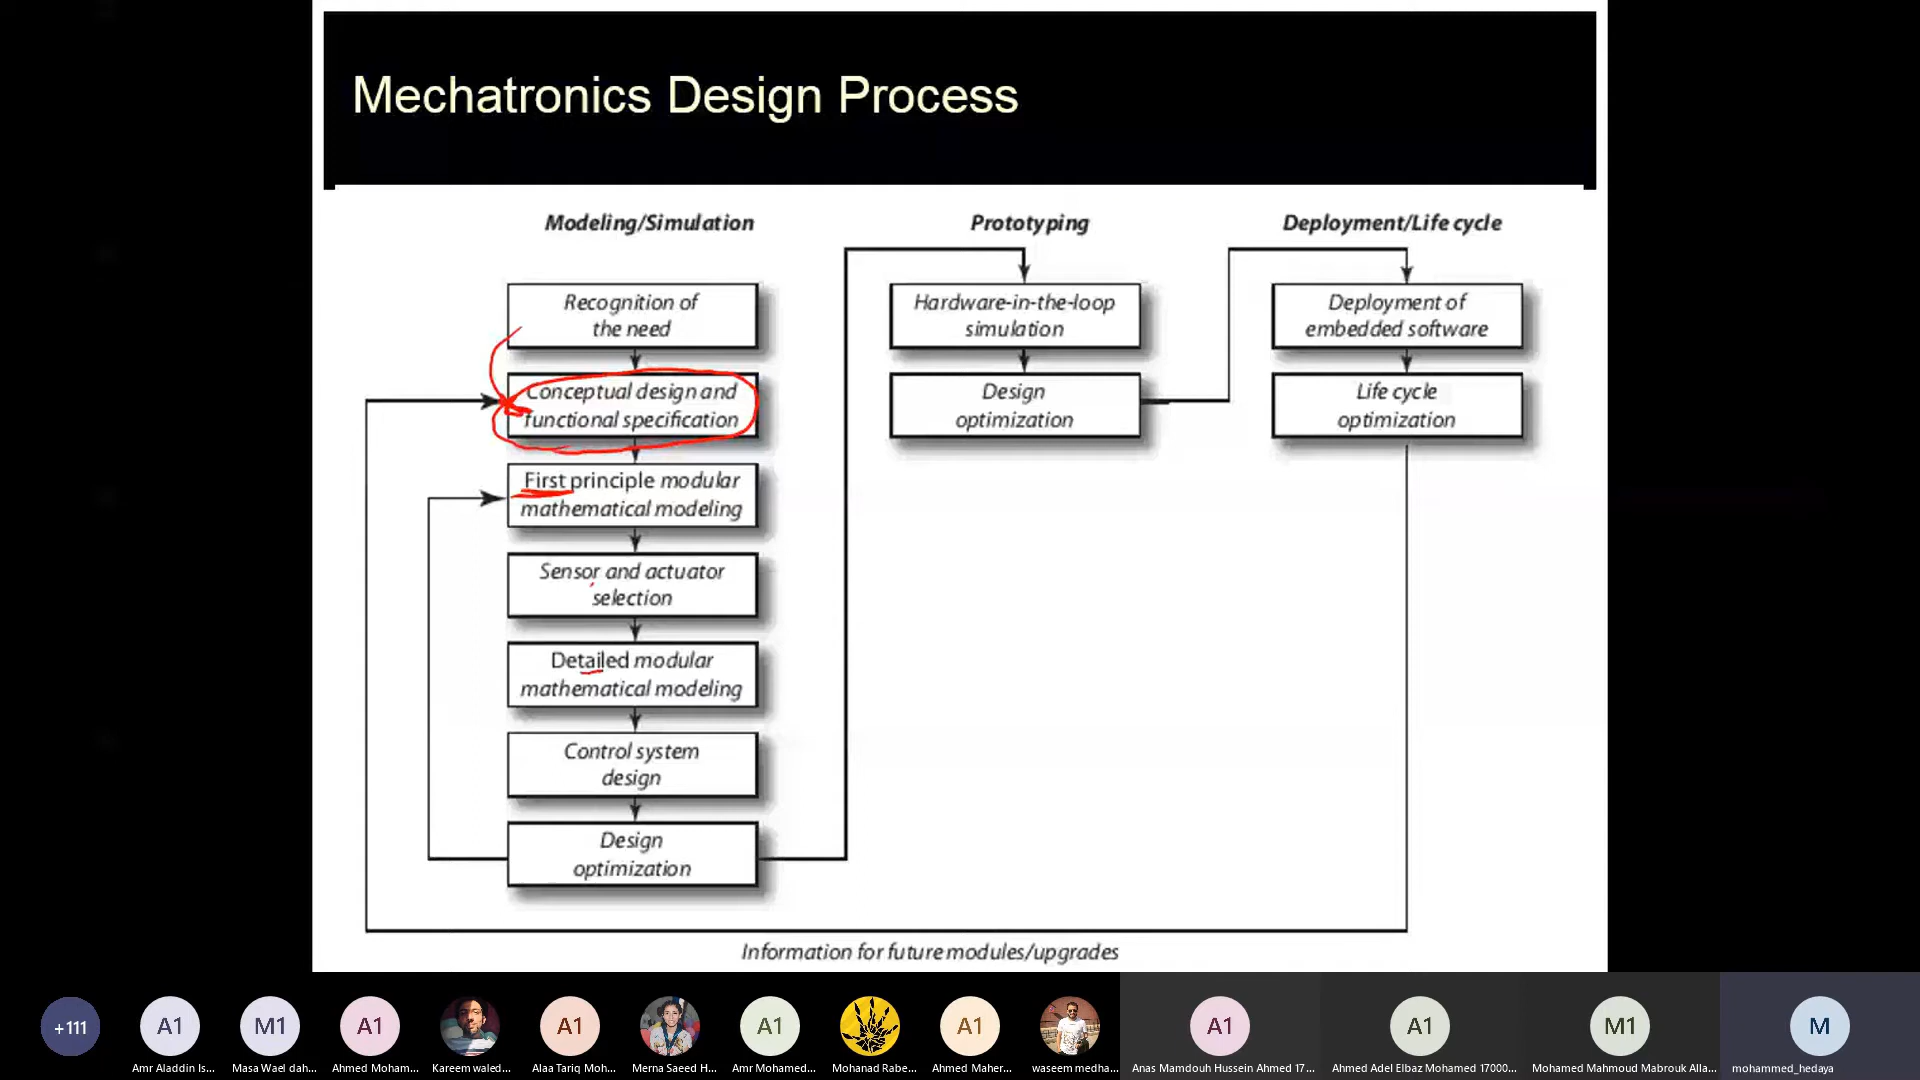 Mechatronics Design Process
Modeling/Simulation
Recognition of
the need
Conceptual design and
functional specification
First principle modular
mathematical modeling
Sensor and actuator
selection
Detailed modular
mathematical modeling
Control system
design
Design
optimization
Prototyping
Hardware-in-the-loop
simulation
Design
optimization
Deployment/Life cycle
Deployment of
embedded software
Life cycle
optimization
Information for future modules/upgrades
+111
A1
M1
A1
A1
A1
A1
A1
A1
M1
M
Amr Aladdin Is...
Masa Wael dah...
Ahmed Moham...
Kareem waled...
Alaa Tariq Moh...
Merna Saeed H...
Amr Mohamed...
Mohanad Rabe...
Ahmed Maher...
waseem medha...
Anas Mamdouh Hussein Ahmed 17...
Ahmed Adel Elbaz Mohamed 17000...
Mohamed Mahmoud Mabrouk Alla...
mohammed_hedaya